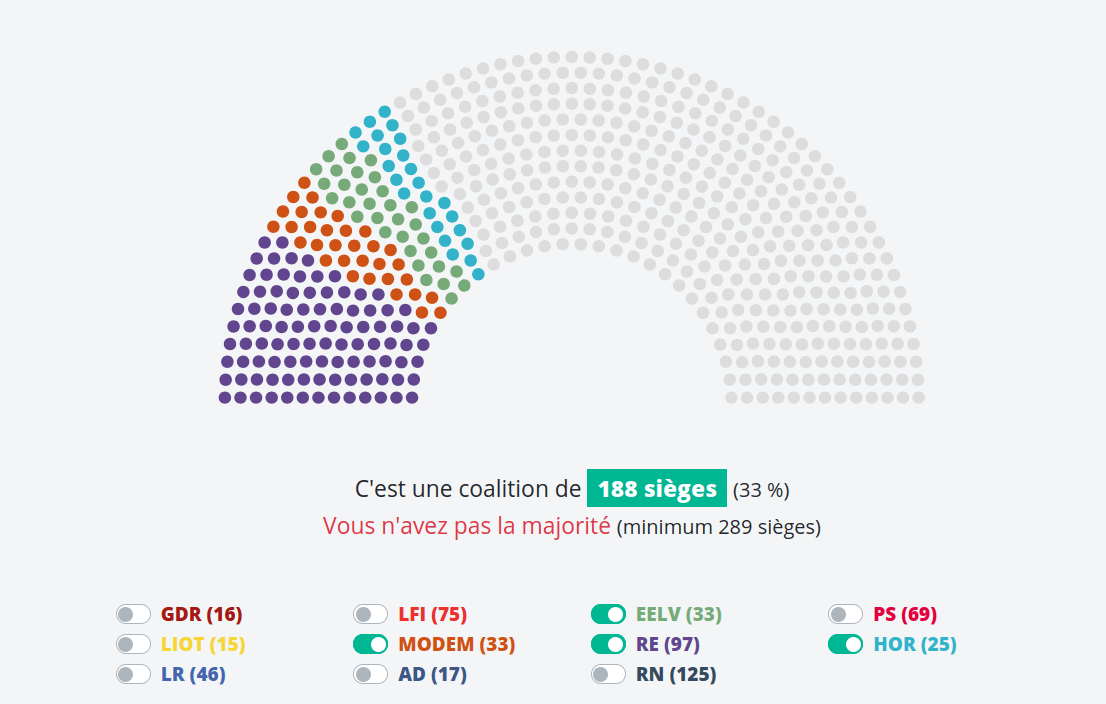 C'est une coalition de 188 sièges (33 %)
Vous n'avez pas la majorité (minimum 289 sièges)
GDR (16) LFI (75) EELV (33) PS (69)
LIOT (15) MODEM (33) RE (97) HOR (25)
LR (46) AD (17) RN (125)